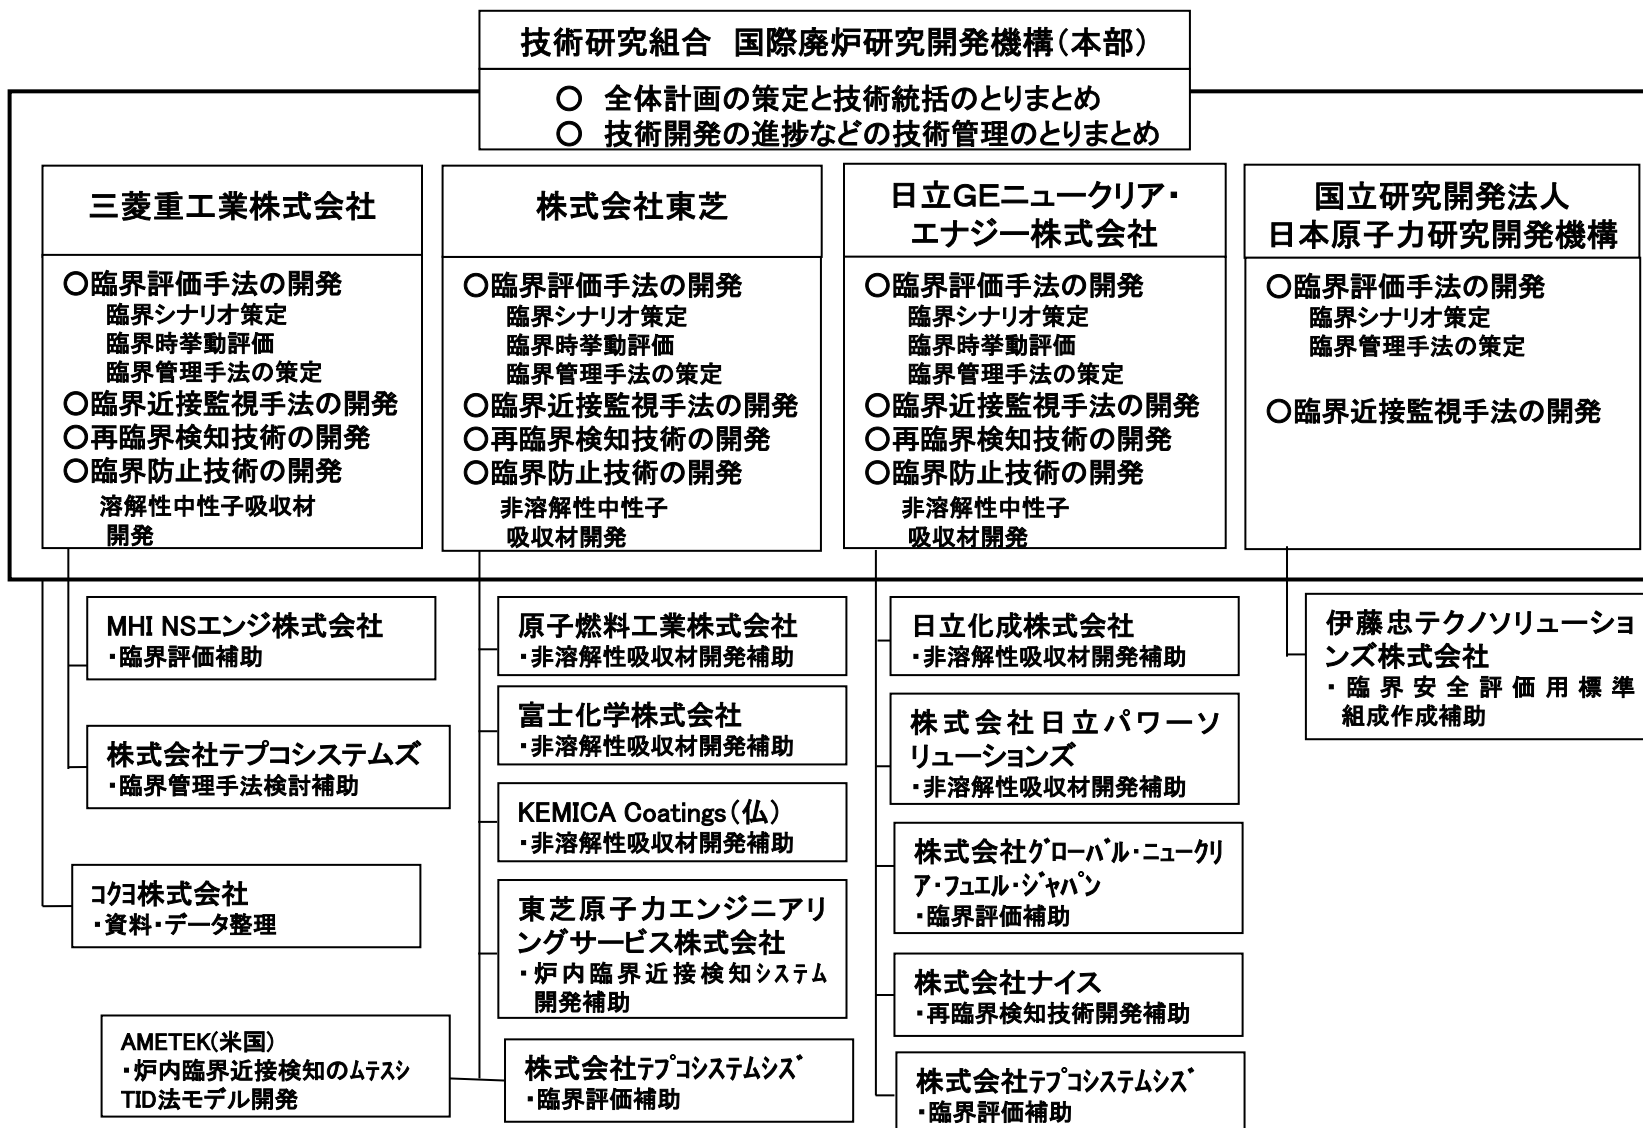 技術研究組合　国際廃炉研究開発機構(本部)
○　全体計画の策定と技術統括のとりまとめ
○　技術開発の進捗などの技術管理のとりまとめ
三菱重工業株式会社
○臨界評価手法の開発
臨界シナリオ策定
臨界時挙動評価
臨界管理手法の策定
○臨界近接監視手法の開発
○再臨界検知技術の開発
○臨界防止技術の開発
溶解性中性子吸収材
開発
株式会社東芝
○臨界評価手法の開発
臨界シナリオ策定
臨界時挙動評価
臨界管理手法の策定
○臨界近接監視手法の開発
○再臨界検知技術の開発
○臨界防止技術の開発
非溶解性中性子
吸収材開発
日立GEニュークリア・
エナジー株式会社
○臨界評価手法の開発
臨界シナリオ策定
臨界時挙動評価
臨界管理手法の策定
○臨界近接監視手法の開発
○再臨界検知技術の開発
○臨界防止技術の開発
非溶解性中性子
吸収材開発
国立研究開発法人
日本原子力研究開発機構
○臨界評価手法の開発
臨界シナリオ策定
臨界管理手法の策定
○臨界近接監視手法の開発
MHI NSエンジ株式会社
・臨界評価補助
株式会社テプコシステムズ
・臨界管理手法検討補助
ｺｸﾖ株式会社
・資料・データ整理
AMETEK(米国)
・炉内臨界近接検知のﾑﾃｽｼ
TID法モデル開発
原子燃料工業株式会社
・非溶解性吸収材開発補助
富士化学株式会社
・非溶解性吸収材開発補助
KEMICA Coatings(仏)
・非溶解性吸収材開発補助
東芝原子力エンジニアリ
ングサービス株式会社
・炉内臨界近接検知ｼｽﾃﾑ
開発補助
株式会社ﾃﾌﾟｺｼｽﾃﾑｼｽﾞ
・臨界評価補助
日立化成株式会社
・非溶解性吸収材開発補助
株式会社日立パワーソ
リューションズ
・非溶解性吸収材開発補助
株式会社ｸﾞﾛｰﾊﾞﾙ・ﾆｭｰｸﾘ
ｱ・ﾌｭｴﾙ・ｼﾞｬﾊﾟﾝ
・臨界評価補助
株式会社ナイス
・再臨界検知技術開発補助
株式会社ﾃﾌﾟｺｼｽﾃﾑｼｽﾞ
・臨界評価補助
伊藤忠テクノソリューショ
ンズ株式会社
・臨界安全評価用標準
組成作成補助